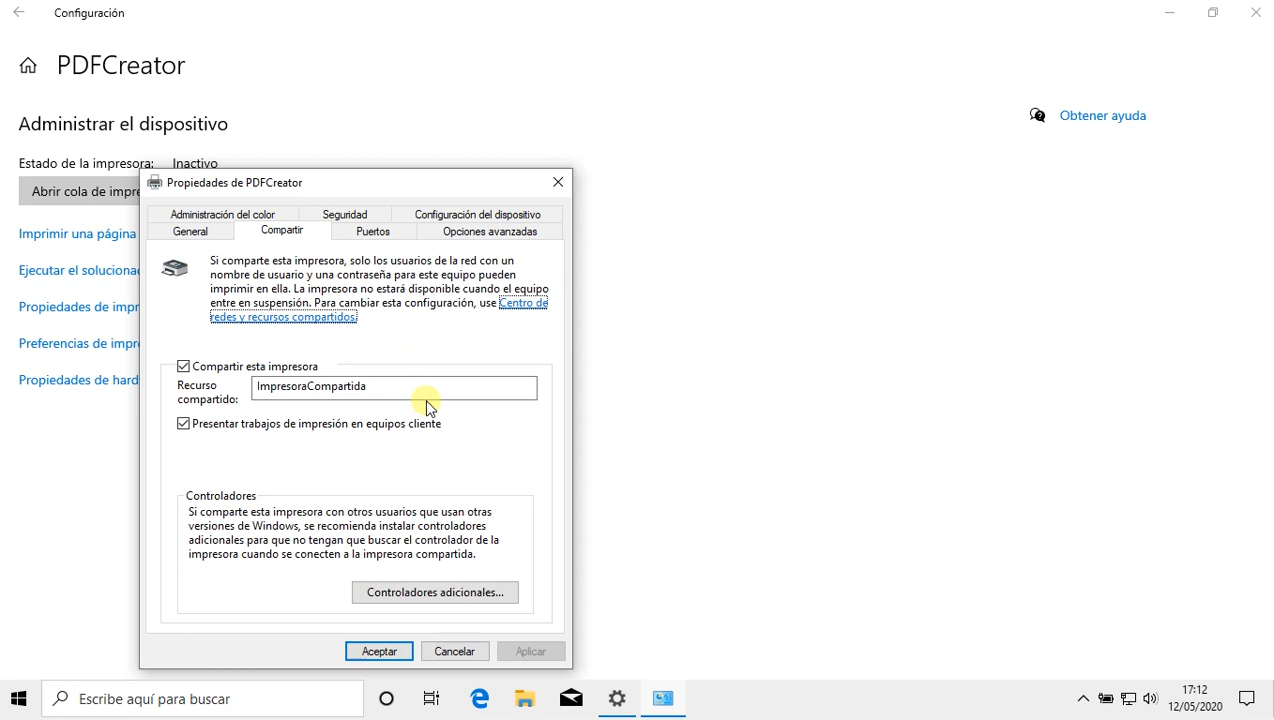 Configuración
PDFCreator
Administrar el dispositivo
Obtener ayuda
Estado de la impresora: Inactivo
Abrir cola de impre
Imprimir una página
Ejecutar el soluciona
Propiedades de impr
Preferencias de impre
Propiedades de hard
Propiedades de PDFCreator
Administración del color Seguridad Configuración del dispositivo
General Compartir Puertos Opciones avanzadas
Si comparte esta impresora, solo los usuarios de la red con un
nombre de usuario y una contraseña para este equipo pueden
imprimir en ella. La impresora no estará disponible cuando el equipo
entre en suspensión. Para cambiar esta configuración, use Centro de
redes y recursos compartidos.
Compartir esta impresora
Recurso
compartido:
ImpresoraCompartida
Presentar trabajos de impresión en equipos cliente
Controladores
Si comparte esta impresora con otros usuarios que usan otras
versiones de Windows, se recomienda instalar controladores
adicionales para que no tengan que buscar el controlador de la
impresora cuando se conecten a la impresora compartida.
Controladores adicionales...
Aceptar Cancelar Aplicar
Escribe aquí para buscar
17:12
12/05/2020